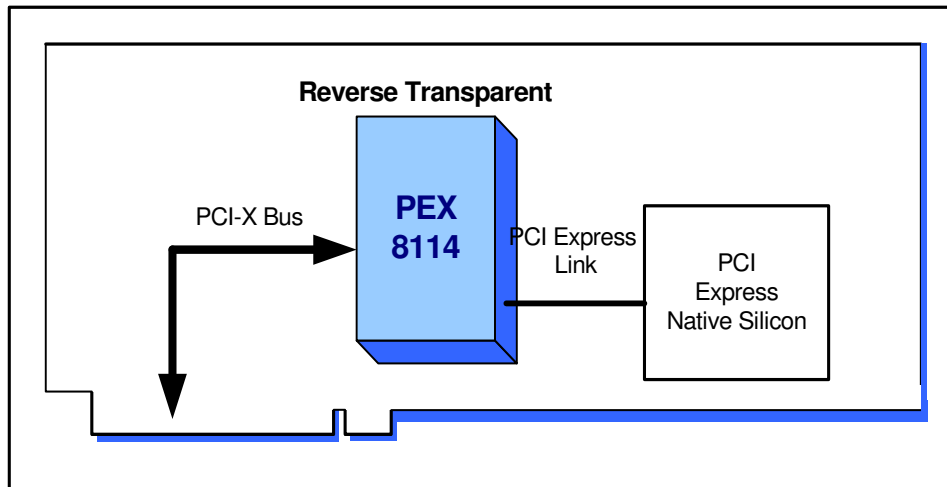 Reverse Transparent
PCI-X Bus
PEX
8114
PCI Express
Link
PCI
Express
Native Silicon